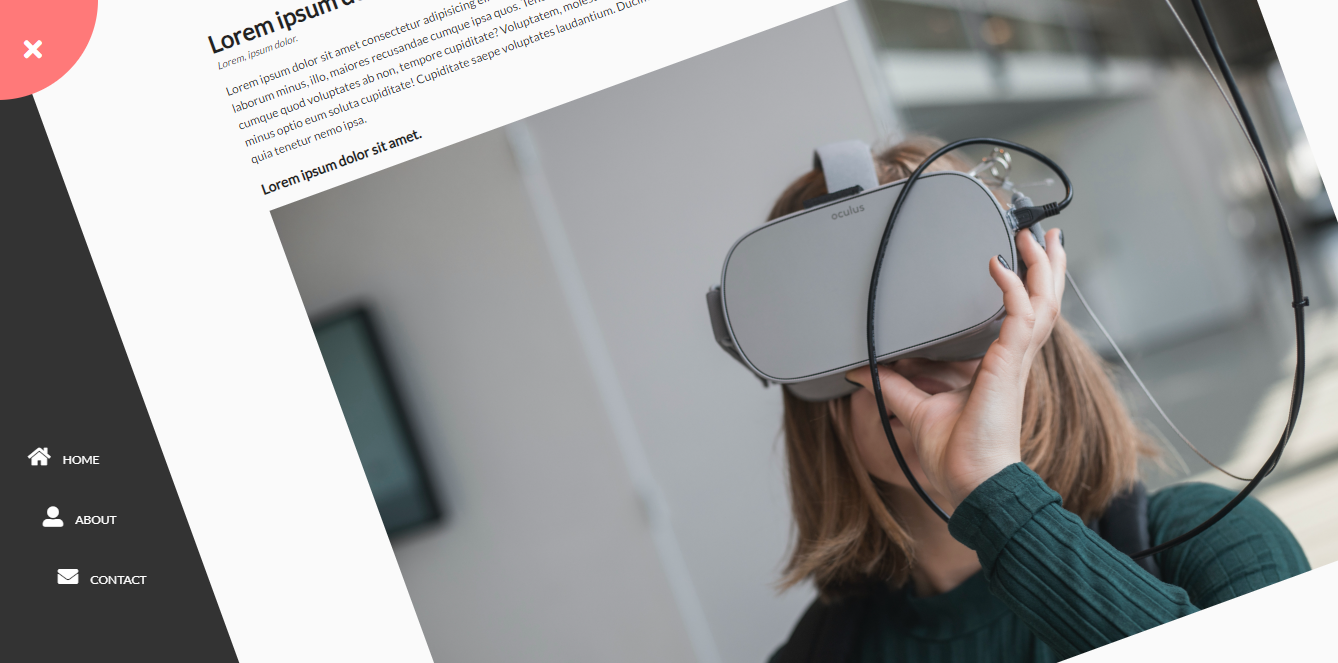 Lorem ipsum
Lorem, ipsum dolor.
Lorem ipsum dolor sit amet consectetur adipisicing
laborum minus, illo, maiores recusandae cumque ipsa quos.
cumque quod voluptates ab non, tempore cupiditate? Voluptatem,
minus optio eum soluta cupiditate! Cupiditate saepe voluptates laudantium.
quia tenetur nemo ipsa.
Lorem ipsum dolor sit amet.
oculus
HOME
ABOUT
CONTACT